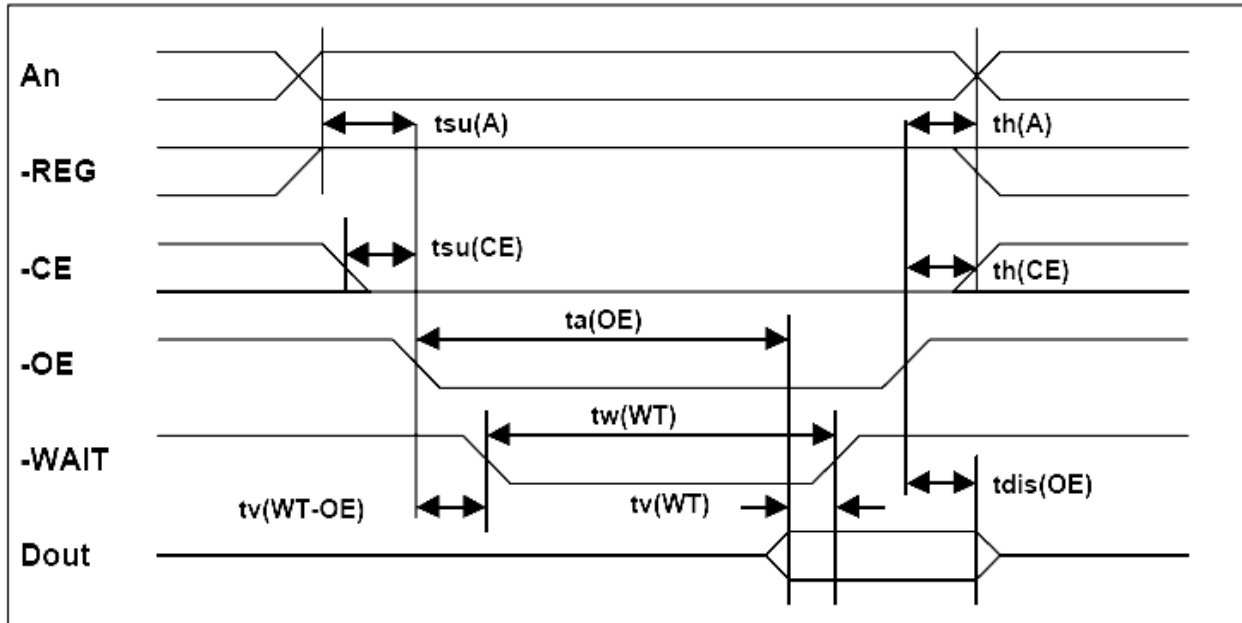 An
tsu(A)
th(A)
-REG
tsu(CE)
-CE
th(CE)
ta(OE)
-OE
tw(WT)
-WAIT
tdis(OE)
tv(WT-OE)
tv(WT)
Dout